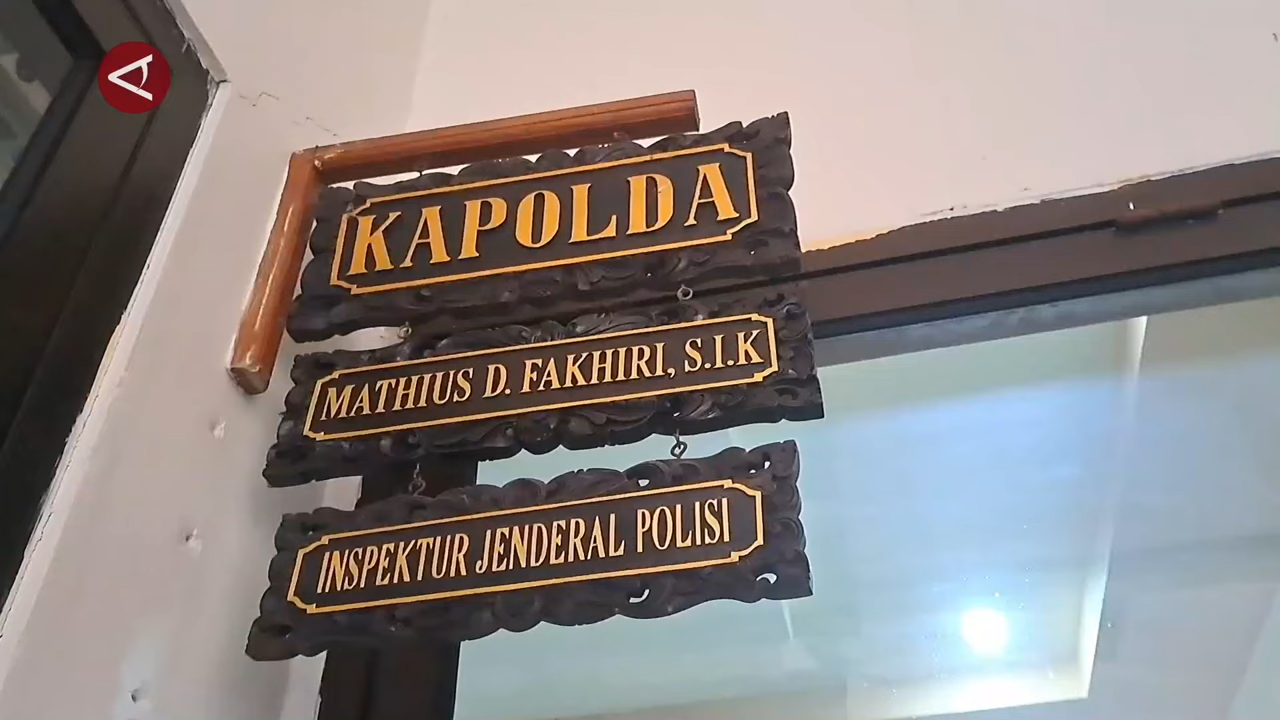 KAPOLDA
MATHIUS D. FAKHIRI, S.I.K
INSPEKTUR JENDERAL POLISI